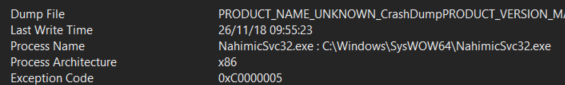 Dump File PRODUCT_NAME_UNKNOWN_CrashDumpPRODUCT_VERSION_MA
Last Write Time 26/11/18 09:55:23
Process Name NahimicSvc32.exe : C:\Windows\SysWOW64\NahimicSvc32.exe
Process Architecture x86
Exception Code 0xC0000005